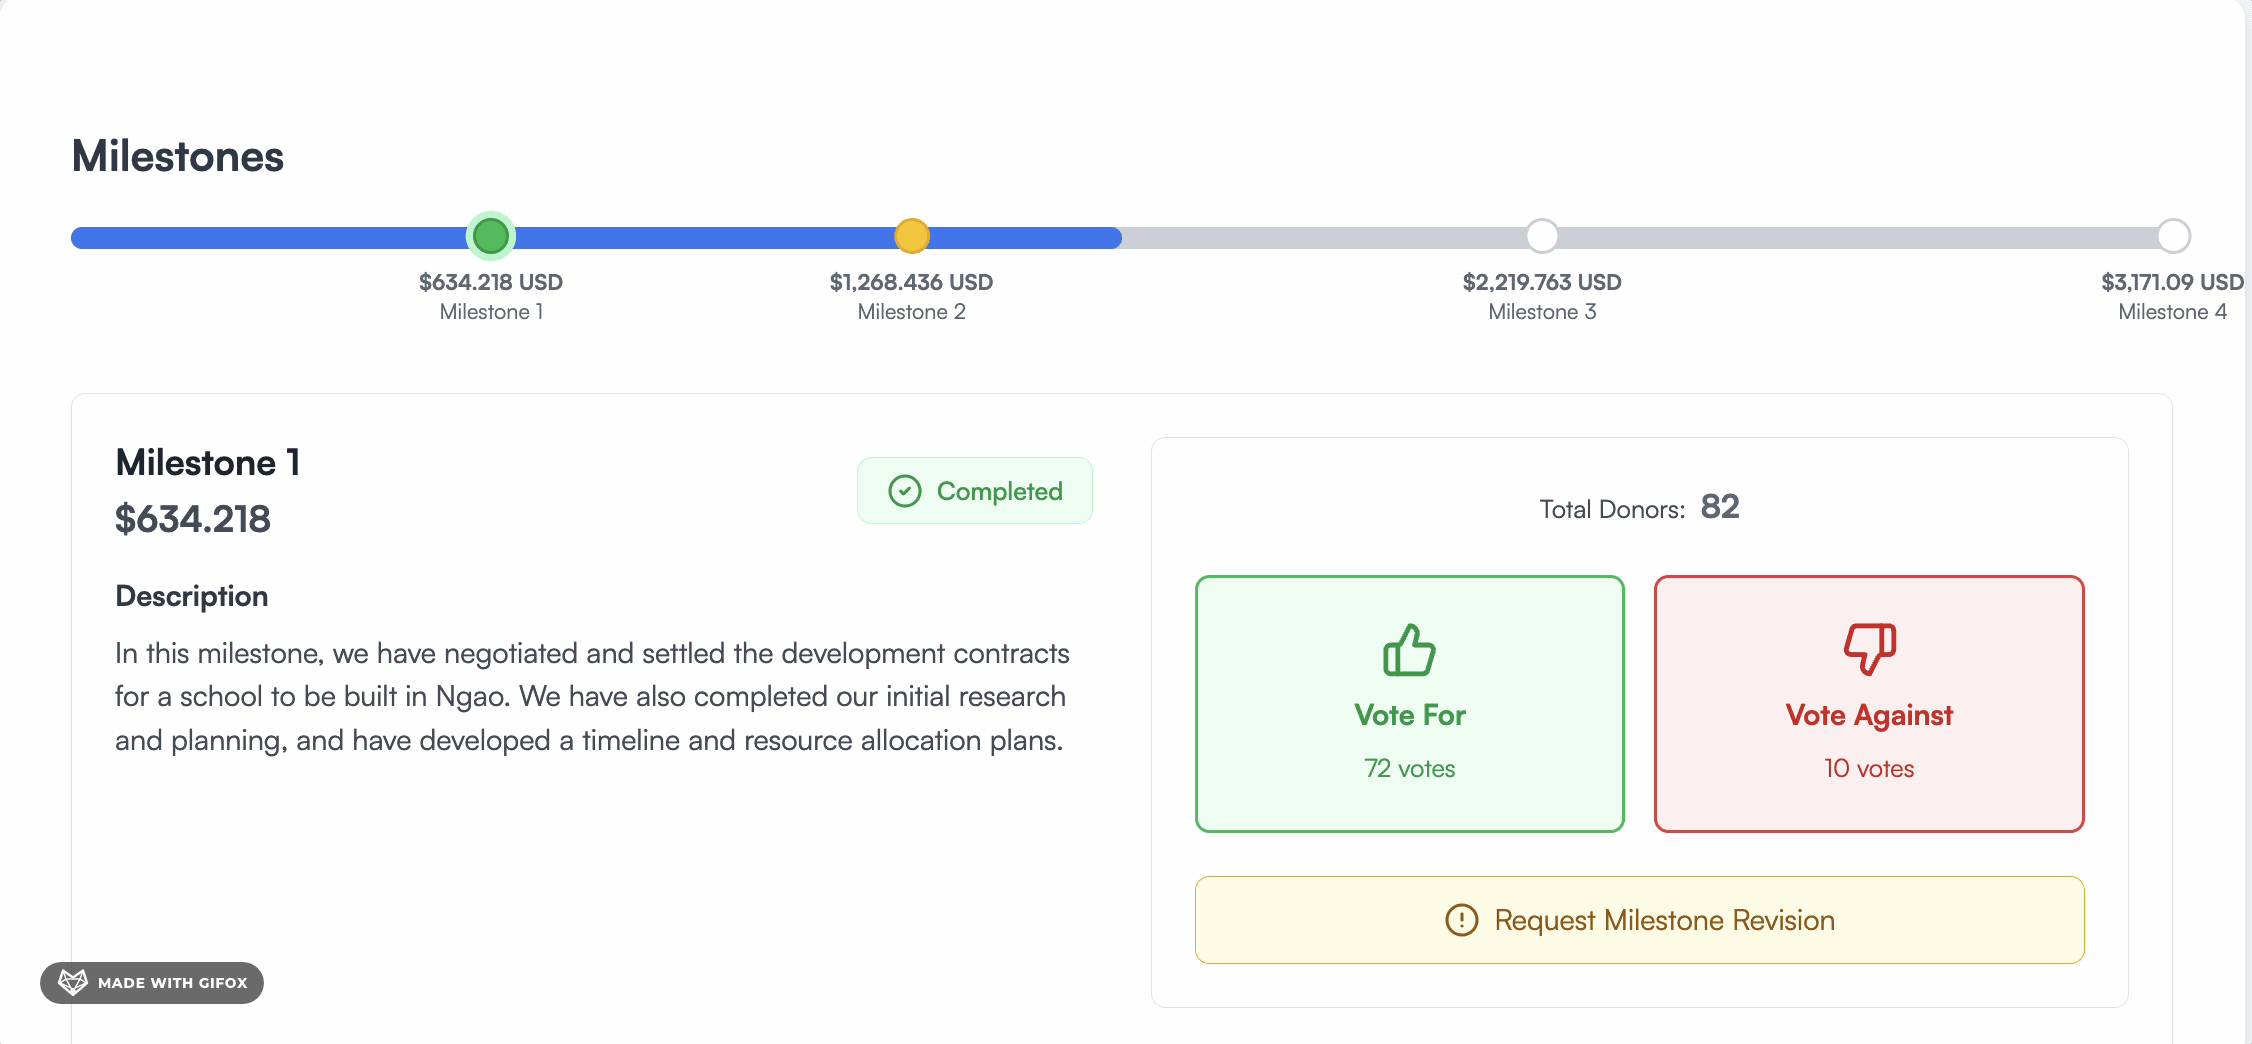 Milestones
$634.218 USD
Milestone 1
$1,268.436 USD
Milestone 2
$2,219.763 USD
Milestone 3
$3,171.09 USD
Milestone 4
Milestone 1
$634.218
Completed
Description
In this milestone, we have negotiated and settled the development contracts
for a school to be built in Ngao. We have also completed our initial research
and planning, and have developed a timeline and resource allocation plans.
Total Donors: 82
Vote For
72 votes
Vote Against
10 votes
Request Milestone Revision
MADE WITH GIFOX